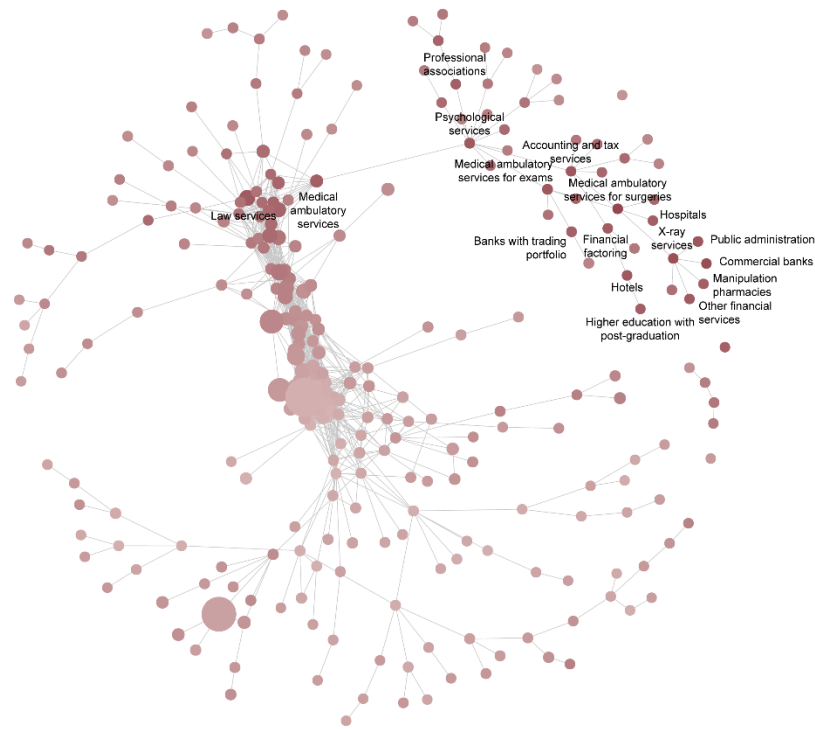 Professional
associations
Psychological
services
Accounting and tax
services
Medical ambulatory
services for exams
Medical ambulatory
services for surgeries
Law services
Medical
ambulatory
services
Hospitals
X-ray
services
Public administration
Banks with trading
portfolio
Financial
factoring
Commercial banks
Manipulation
pharmacies
Hotels
Other financial
services
Higher education with
post-graduation